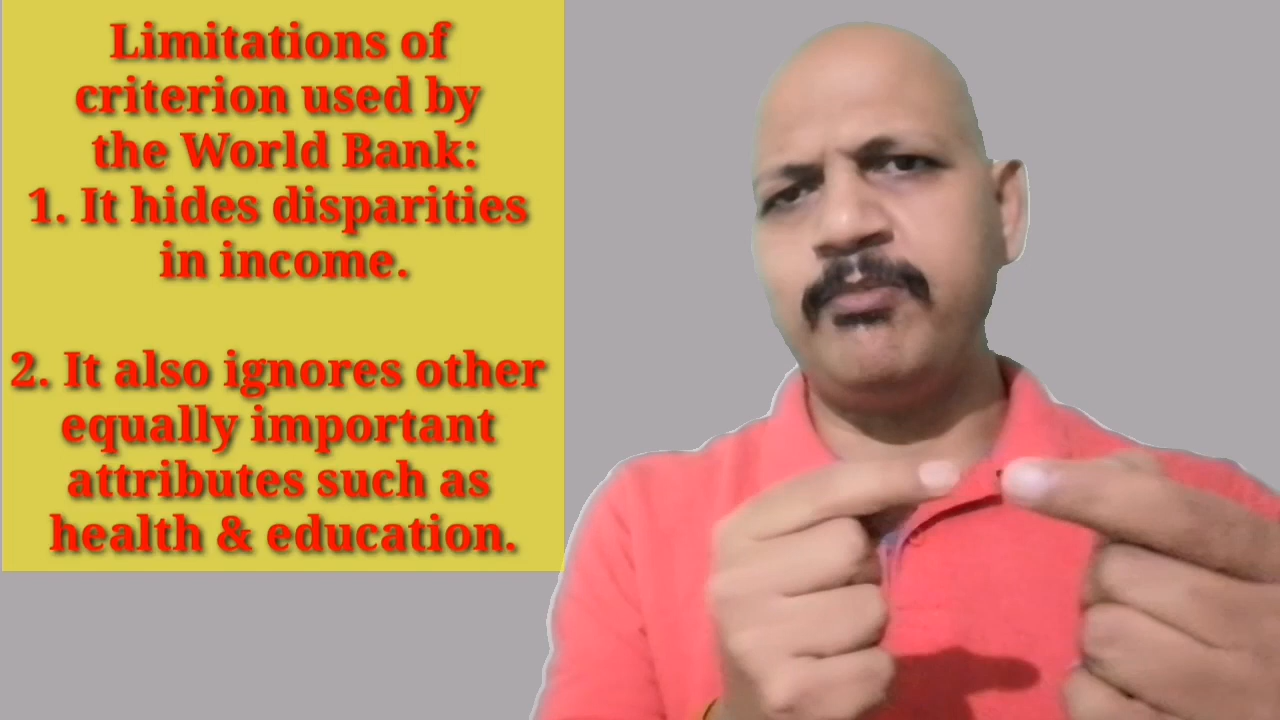 Limitations of
criterion used by
the World Bank:
1. It hides disparities
in income.
2. It also ignores other
equally important
attributes such as
health & education.